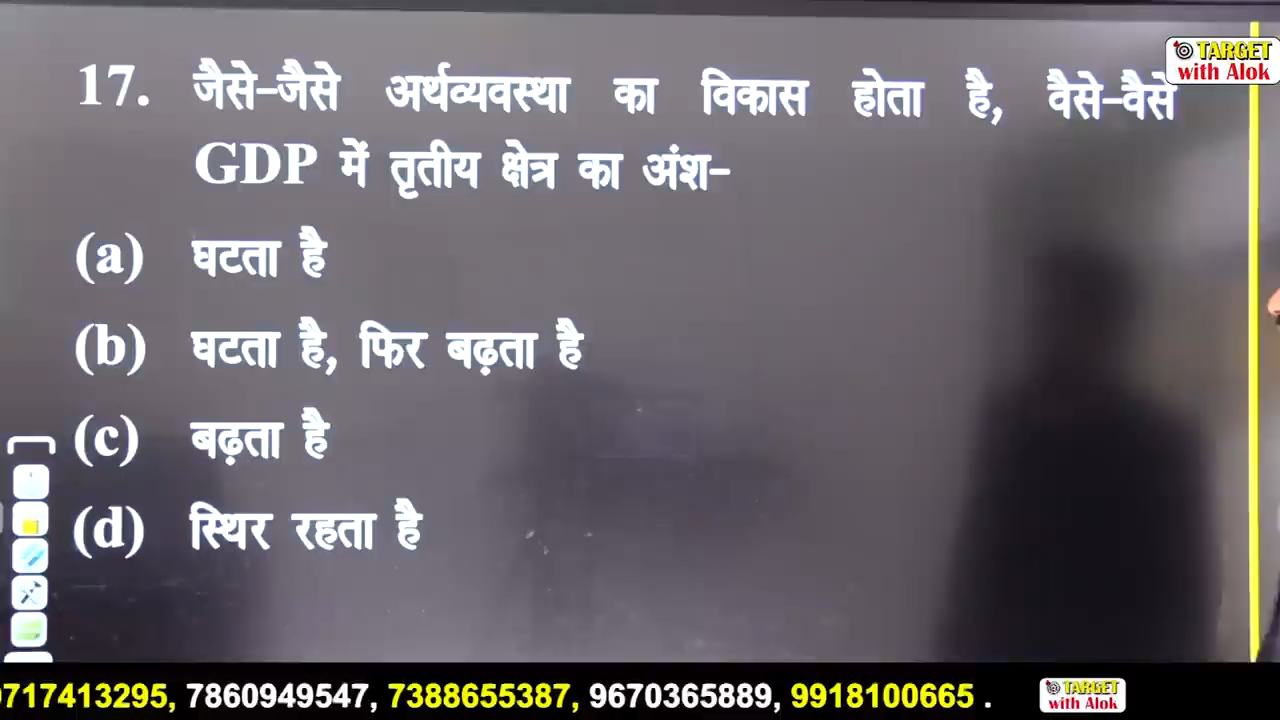 TARGET
with Alok
17. जैसे-जैसे अर्थव्यवस्था का विकास होता है, वैसे-वैसे
GDP में तृतीय क्षेत्र का अंश-
(a) घटता है
(b) घटता है, फिर बढ़ता है
(c) बढ़ता है
(d) स्थिर रहता है
717413295, 7860949547, 7388655387, 9670365889, 9918100665 .
TARGET
with Alok